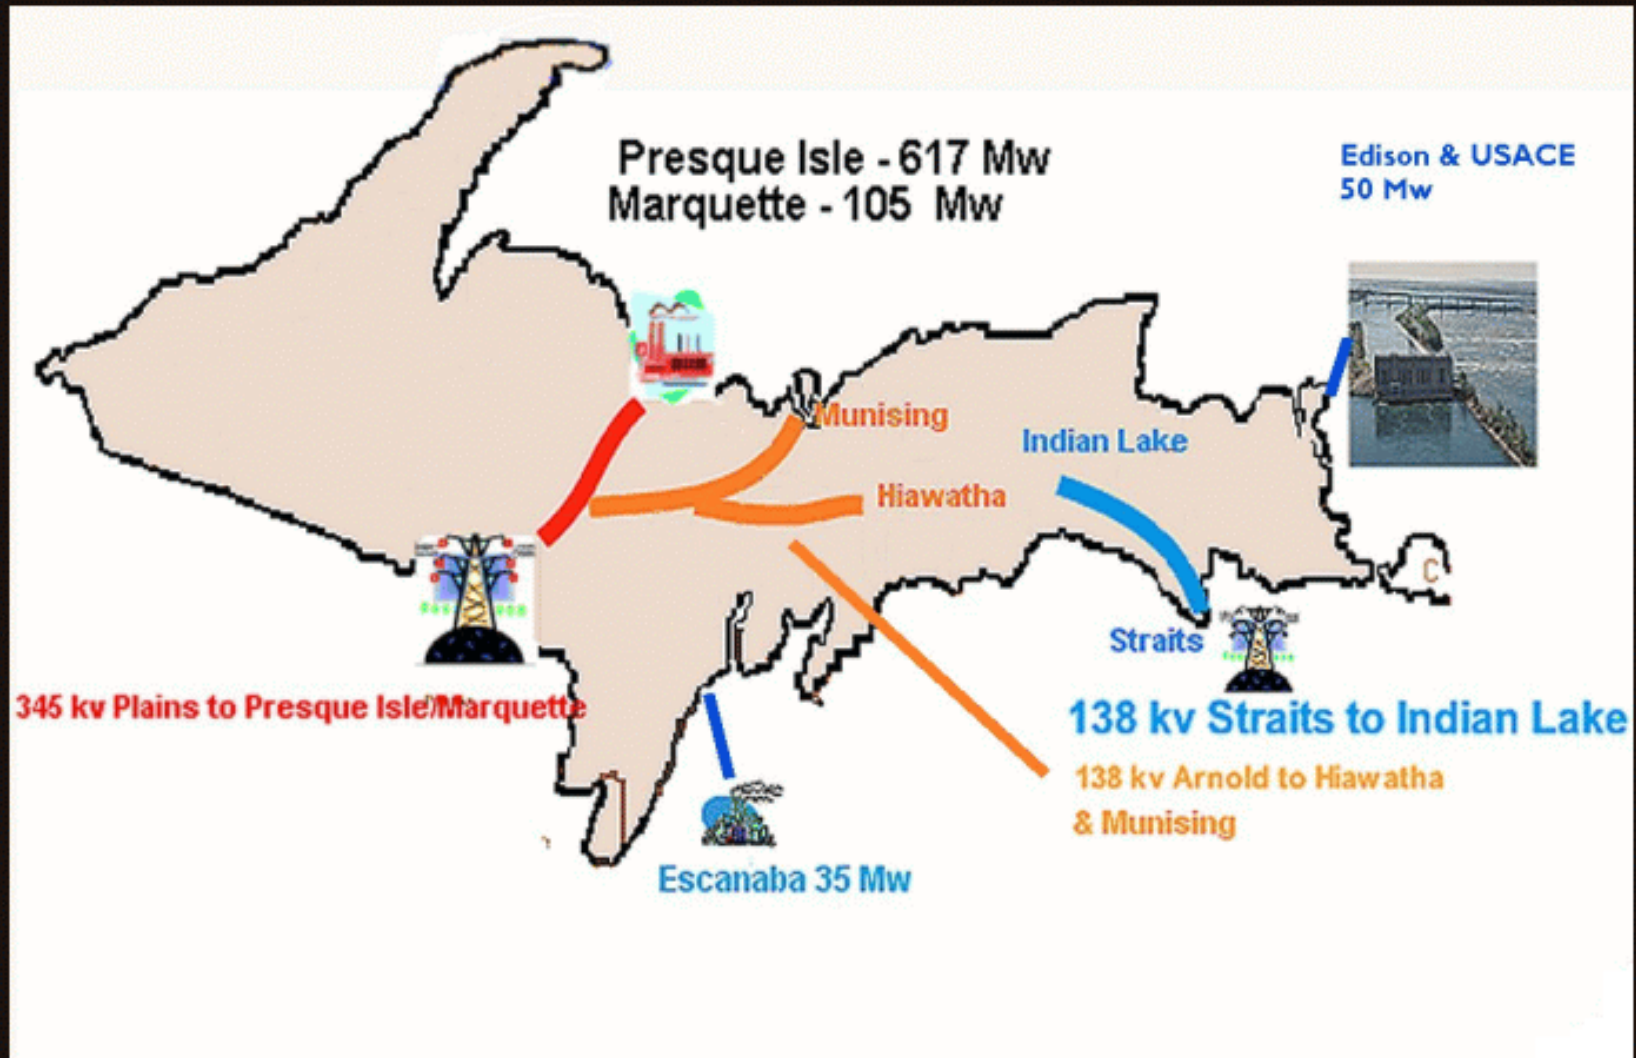 Presque Isle - 617 Mw
Marquette - 105 Mw
Edison & USACE
50 Mw
Munising
Indian Lake
Hiawatha
C
Straits
345 kv Plains to Presque Isle/Marquette
138 kv Straits to Indian Lake
138 kv Arnold to Hiawatha
& Munising
Escanaba 35 Mw